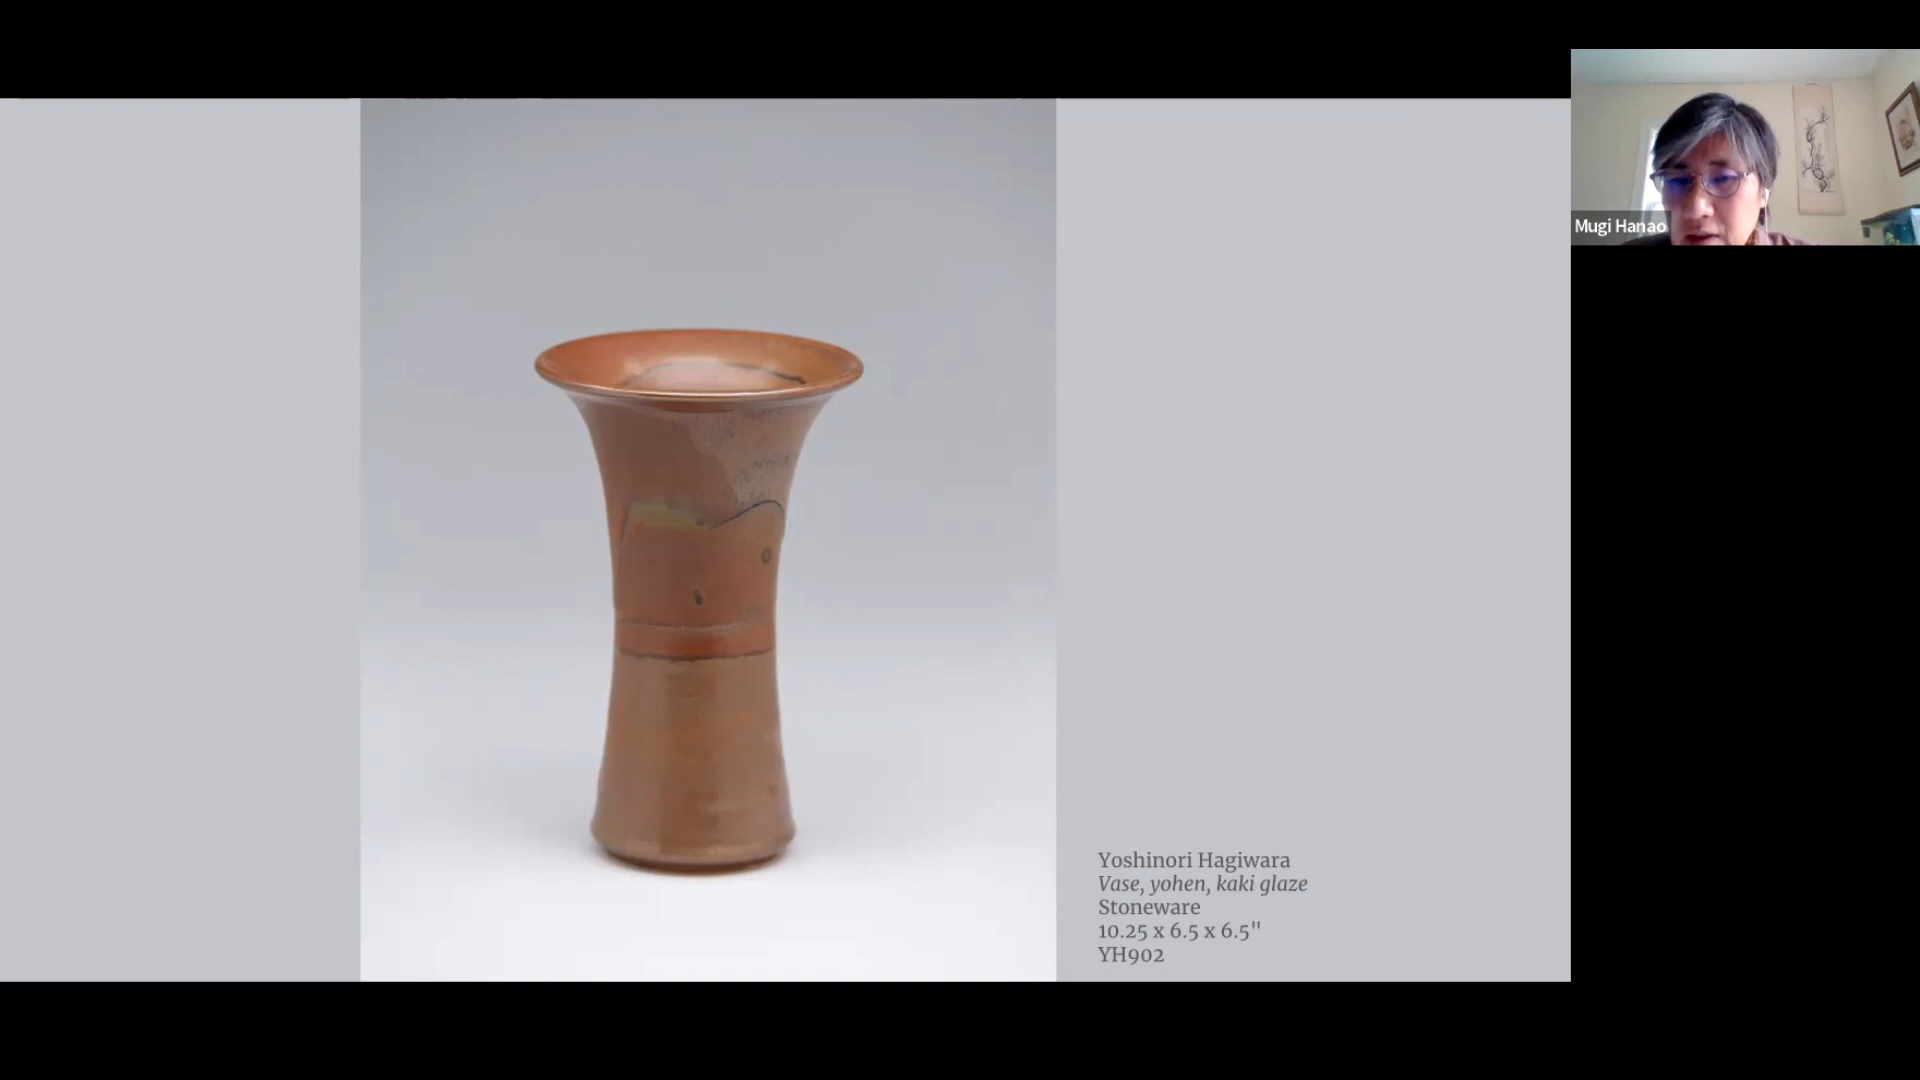 Mugi Hanao
Yoshinori Hagiwara
Vase, yohen, kaki glaze
Stoneware
10.25 x 6.5 x 6.5"
YH902